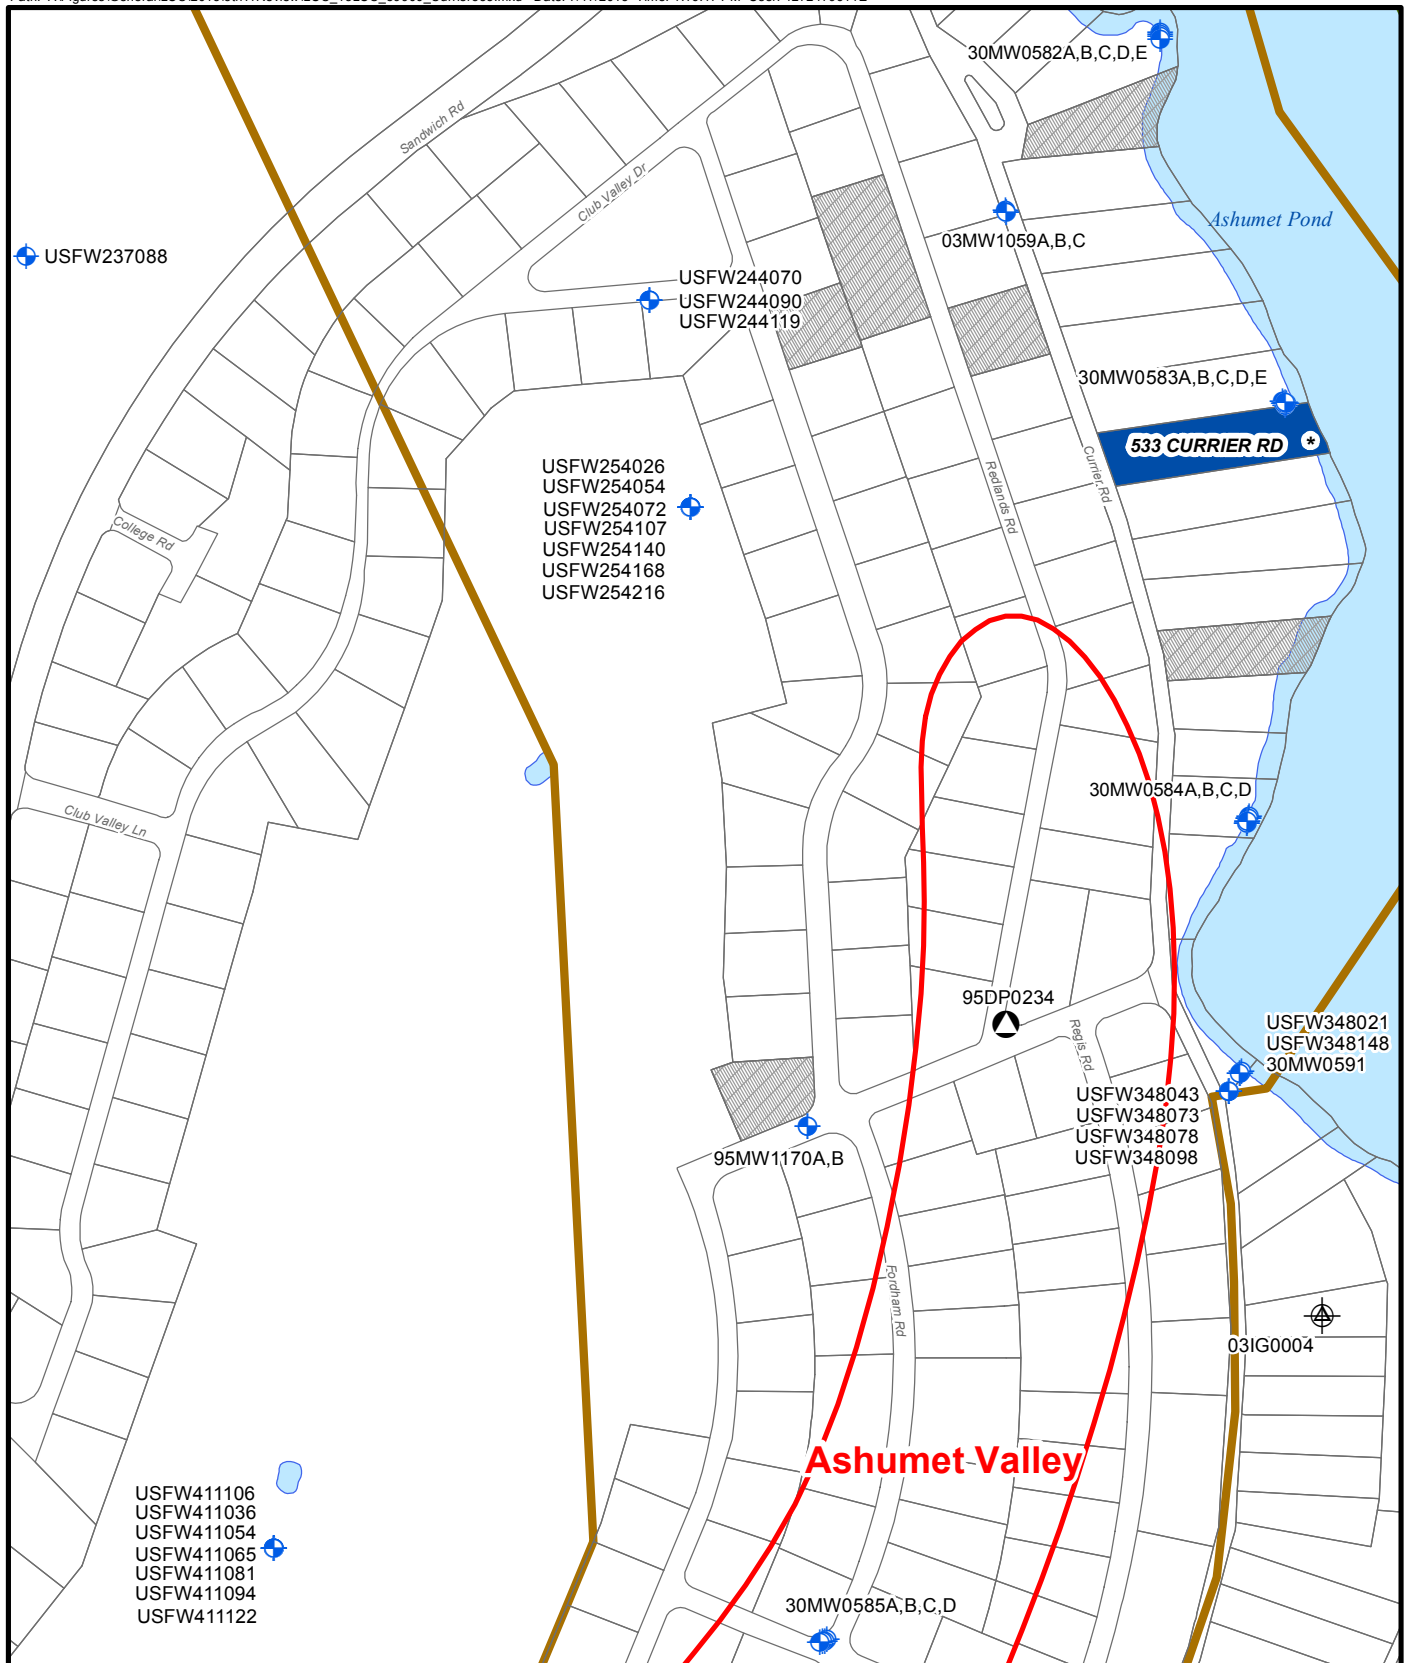 30MW0582A,B,C,D,E
Sandwich Rd
Club Valley Dr
Ashumet Pond
03MW1059A,B,C
USFW237088
USFW244070
USFW244090
USFW244119
30MW0583A,B,C,D,E
533 CURRIER RD *
Currier Rd
Redlands Rd
USFW254026
USFW254054
USFW254072
USFW254107
USFW254140
USFW254168
USFW254216
College Rd
30MW0584A,B,C,D
Club Valley Ln
95DP0234
Regis Rd
USFW348021
USFW348148
30MW0591
USFW348043
USFW348073
USFW348078
USFW348098
95MW1170A,B
Fordham Rd
03IG0004
Ashumet Valley
USFW411106
USFW411036
USFW411054
USFW411065
USFW411081
USFW411094
USFW411122
30MW0585A,B,C,D